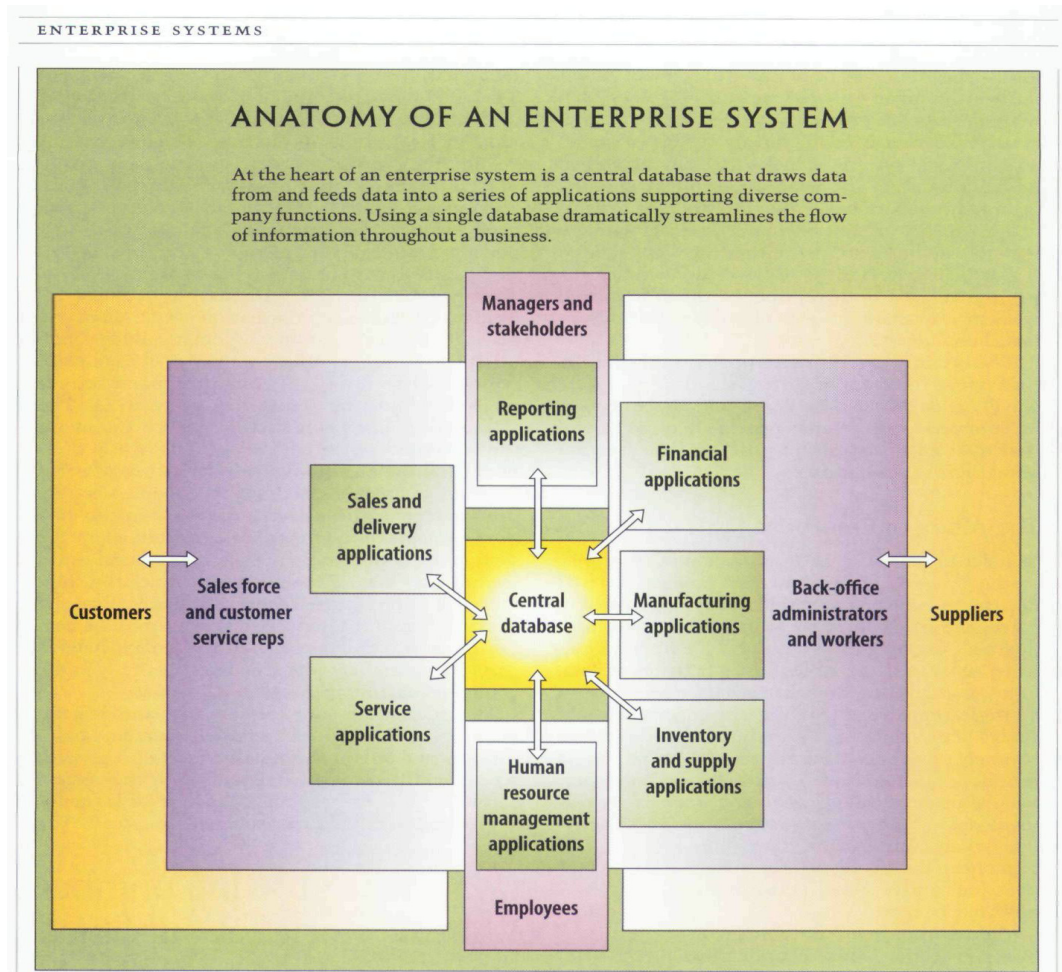 ENTERPRISE SYSTEMS
ANATOMY OF AN ENTERPRISE SYSTEM
At the heart of an enterprise system is a central database that draws data
from and feeds data into a series of applications supporting diverse com-
pany functions. Using a single database dramatically streamlines the flow
of information throughout a business.
Managers and
stakeholders
Reporting
applications
Financial
applications
Sales and
delivery
applications
Customers
Sales force
and customer
service reps
Central
database
Manufacturing
applications
Back-office
administrators
and workers
Suppliers
Service
applications
Inventory
and supply
applications
Human
resource
management
applications
Employees